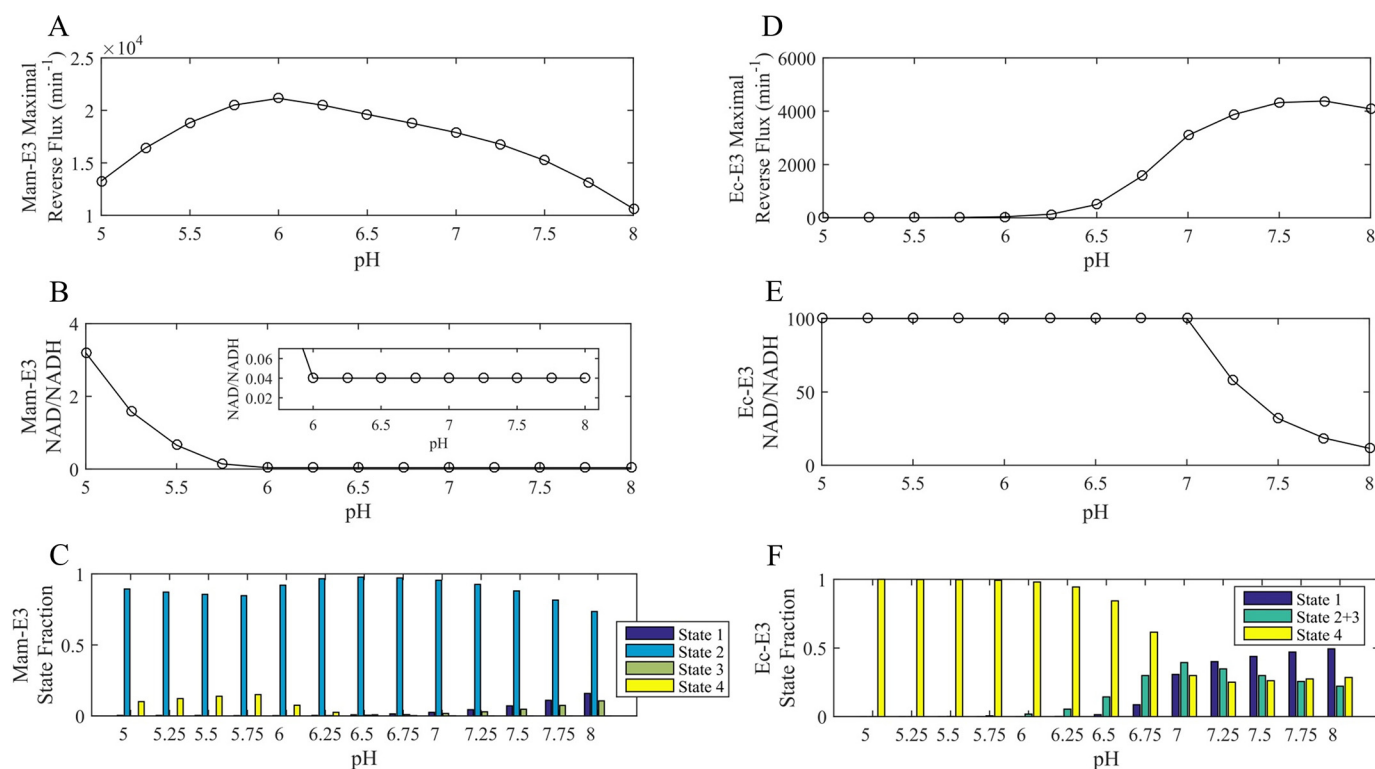 A
×10⁴
Mam-E3 Maximal
Reverse Flux (min⁻¹)
2.5
2
1.5
1
5 5.5 6 6.5 7 7.5 8
pH
B
Mam-E3
NAD/NADH
4
2
0
NAD/NADH
0.06
0.04
0.02
6 6.5 7 7.5 8
pH
5 5.5 6 6.5 7 7.5 8
pH
C
Mam-E3
State Fraction
1
0.5
0
State 1
State 2
State 3
State 4
5 5.25 5.5 5.75 6 6.25 6.5 6.75 7 7.25 7.5 7.75 8
pH
D
Ec-E3 Maximal
Reverse Flux (min⁻¹)
6000
4000
2000
0
5 5.5 6 6.5 7 7.5 8
pH
E
Ec-E3
NAD/NADH
100
50
0
5 5.5 6 6.5 7 7.5 8
pH
F
Ec-E3
State Fraction
1
0.5
0
State 1
State 2+3
State 4
5 5.25 5.5 5.75 6 6.25 6.5 6.75 7 7.25 7.5 7.75 8
pH